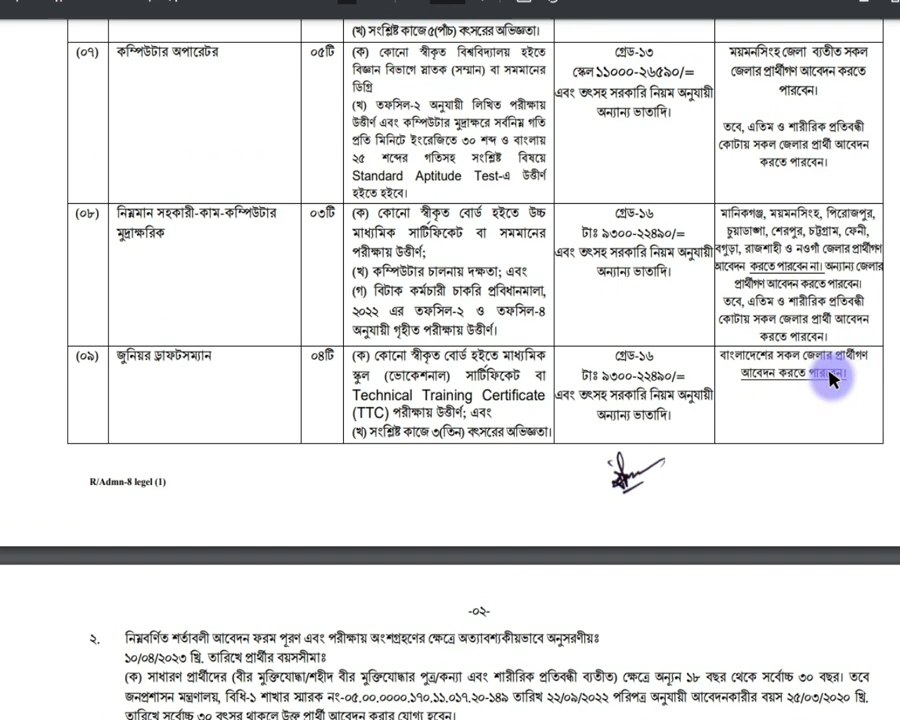 (খ) সংশ্লিষ্ট কাজে ৫(পাঁচ) বৎসরের অভিজ্ঞতা।
(০৭)
কম্পিউটার অপারেটর
০৫টি
(ক) কোনো স্বীকৃত বিশ্ববিদ্যালয় হইতে
বিজ্ঞান বিভাগে স্নাতক (সম্মান) বা সমমানের
ডিগ্রি
(খ) তফসিল-২ অনুযায়ী লিখিত পরীক্ষায়
উত্তীর্ণ এবং কম্পিউটার মুদ্রাক্ষরে সর্বনিম্ন গতি
প্রতি মিনিটে ইংরেজিতে ৩০ শব্দ ও বাংলায়
২৫ শব্দের গতিসহ সংশ্লিষ্ট বিষয়ে
Standard Aptitude Test-এ উত্তীর্ণ
হইতে হইবে।
গ্রেড-১৩
স্কেল ১১০০০-২৬৫৯০/=
এবং তৎসহ সরকারি নিয়ম অনুযায়ী
অন্যান্য ভাতাদি।
ময়মনসিংহ জেলা ব্যতীত সকল
জেলার প্রার্থীগণ আবেদন করতে
পারবেন।
তবে, এতিম ও শারীরিক প্রতিবন্ধী
কোটায় সকল জেলার প্রার্থী আবেদন
করতে পারবেন।
(০৮)
নিম্নমান সহকারী-কাম-কম্পিউটার
মুদ্রাক্ষরিক
০৩টি
(ক) কোনো স্বীকৃত বোর্ড হইতে উচ্চ
মাধ্যমিক সার্টিফিকেট বা সমমানের
পরীক্ষায় উত্তীর্ণ;
(খ) কম্পিউটার চালনায় দক্ষতা; এবং
(গ) বিটাক কর্মচারী চাকরি প্রবিধানমালা,
২০২২ এর তফসিল-২ ও তফসিল-৪
অনুযায়ী গৃহীত পরীক্ষায় উত্তীর্ণ।
গ্রেড-১৬
টাঃ ৯৩০০-২২৪৯০/=
এবং তৎসহ সরকারি নিয়ম অনুযায়ী
অন্যান্য ভাতাদি।
মানিকগঞ্জ, ময়মনসিংহ, পিরোজপুর,
চুয়াডাঙ্গা, শেরপুর, চট্টগ্রাম, ফেনী,
বগুড়া, রাজশাহী ও নওগাঁ জেলার প্রার্থীগণ
আবেদন করতে পারবেন না। অন্যান্য জেলার
প্রার্থীগণ আবেদন করতে পারবেন।
তবে, এতিম ও শারীরিক প্রতিবন্ধী
কোটায় সকল জেলার প্রার্থী আবেদন
করতে পারবেন।
(০৯)
জুনিয়র ড্রাফটসম্যান
০৪টি
(ক) কোনো স্বীকৃত বোর্ড হইতে মাধ্যমিক
স্কুল (ভোকেশনাল) সার্টিফিকেট বা
Technical Training Certificate
(TTC) পরীক্ষায় উত্তীর্ণ; এবং
(খ) সংশ্লিষ্ট কাজে ৩(তিন) বৎসরের অভিজ্ঞতা।
গ্রেড-১৬
টাঃ ৯৩০০-২২৪৯০/=
এবং তৎসহ সরকারি নিয়ম অনুযায়ী
অন্যান্য ভাতাদি।
বাংলাদেশের সকল জেলার প্রার্থীগণ
আবেদন করতে পারবেন।
R/Admn-8 legel (1)
-০২-
২. নিম্নবর্ণিত শর্তাবলী আবেদন ফরম পূরণ এবং পরীক্ষায় অংশগ্রহণের ক্ষেত্রে অত্যাবশ্যকীয়ভাবে অনুসরণীয়ঃ
১০/০৪/২০২৩ খ্রি. তারিখে প্রার্থীর বয়সসীমাঃ
(ক) সাধারণ প্রার্থীদের (বীর মুক্তিযোদ্ধা/শহীদ বীর মুক্তিযোদ্ধার পুত্র/কন্যা এবং শারীরিক প্রতিবন্ধী ব্যতীত) ক্ষেত্রে অন্যূন ১৮ বছর থেকে সর্বোচ্চ ৩০ বছর। তবে
জনপ্রশাসন মন্ত্রণালয়, বিধি-১ শাখার স্মারক নং-০৫.০০.০০০০.১৭০.১১.০১৭.২০-১৪৯ তারিখ ২২/০৯/২০২২ পরিপত্র অনুযায়ী আবেদনকারীর বয়স ২৫/০৩/২০২০ খ্রি.
তারিখে সর্বোচ্চ ৩০ বৎসর থাকলে উক্ত প্রার্থী আবেদন করার যোগ্য হবেন।